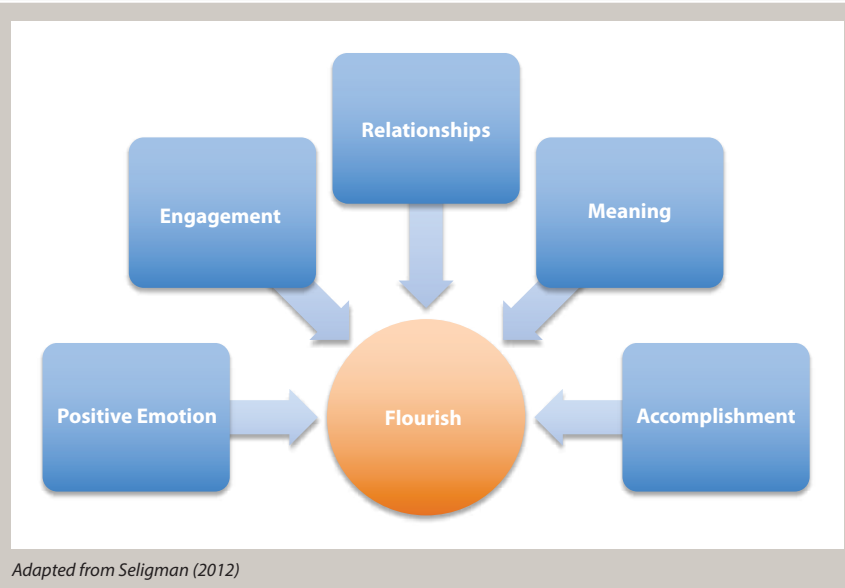 Relationships
Engagement
Meaning
Positive Emotion
Flourish
Accomplishment
Adapted from Seligman (2012)